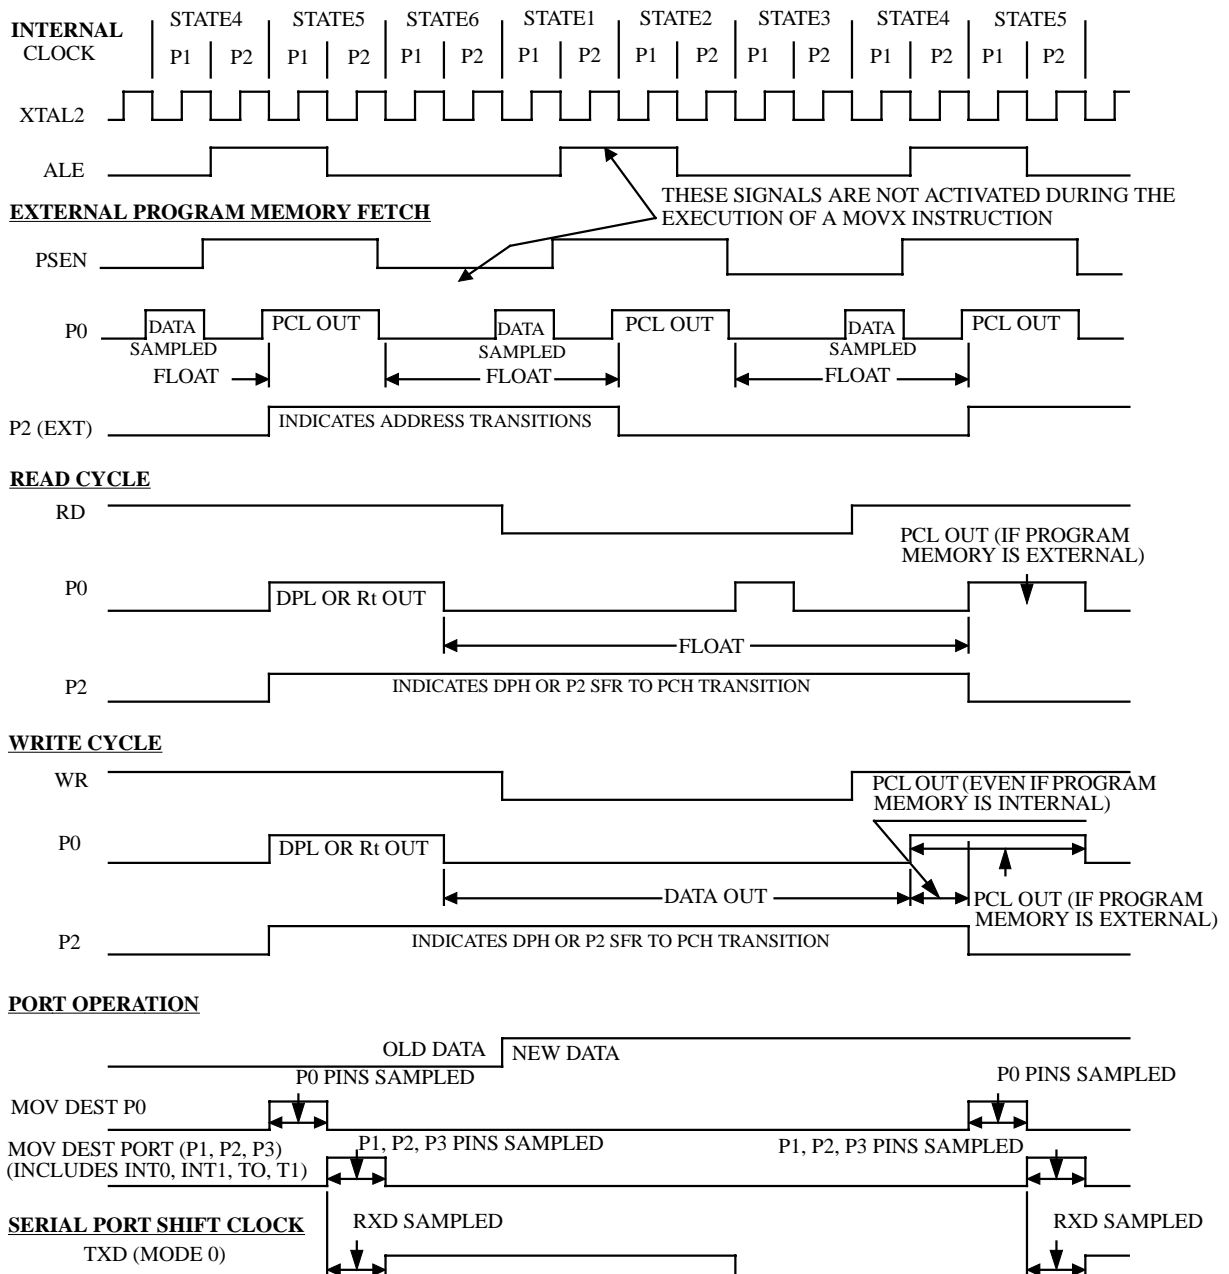 INTERNAL
CLOCK
STATE4 STATE5 STATE6 STATE1 STATE2 STATE3 STATE4 STATE5
P1 P2 P1 P2 P1 P2 P1 P2 P1 P2 P1 P2 P1 P2 P1 P2
XTAL2
ALE
THESE SIGNALS ARE NOT ACTIVATED DURING THE
EXECUTION OF A MOVX INSTRUCTION
EXTERNAL PROGRAM MEMORY FETCH
PSEN
P0
DATA
SAMPLED
PCL OUT
DATA
SAMPLED
PCL OUT
DATA
SAMPLED
PCL OUT
FLOAT FLOAT FLOAT
P2 (EXT)
INDICATES ADDRESS TRANSITIONS
READ CYCLE
RD
PCL OUT (IF PROGRAM
MEMORY IS EXTERNAL)
P0
DPL OR Rt OUT
FLOAT
P2
INDICATES DPH OR P2 SFR TO PCH TRANSITION
WRITE CYCLE
WR
PCL OUT (EVEN IF PROGRAM
MEMORY IS INTERNAL)
P0
DPL OR Rt OUT
DATA OUT
PCL OUT (IF PROGRAM
MEMORY IS EXTERNAL)
P2
INDICATES DPH OR P2 SFR TO PCH TRANSITION
PORT OPERATION
OLD DATA NEW DATA
P0 PINS SAMPLED P0 PINS SAMPLED
MOV DEST P0
MOV DEST PORT (P1, P2, P3)
(INCLUDES INT0, INT1, TO, T1)
P1, P2, P3 PINS SAMPLED P1, P2, P3 PINS SAMPLED
SERIAL PORT SHIFT CLOCK
RXD SAMPLED RXD SAMPLED
TXD (MODE 0)